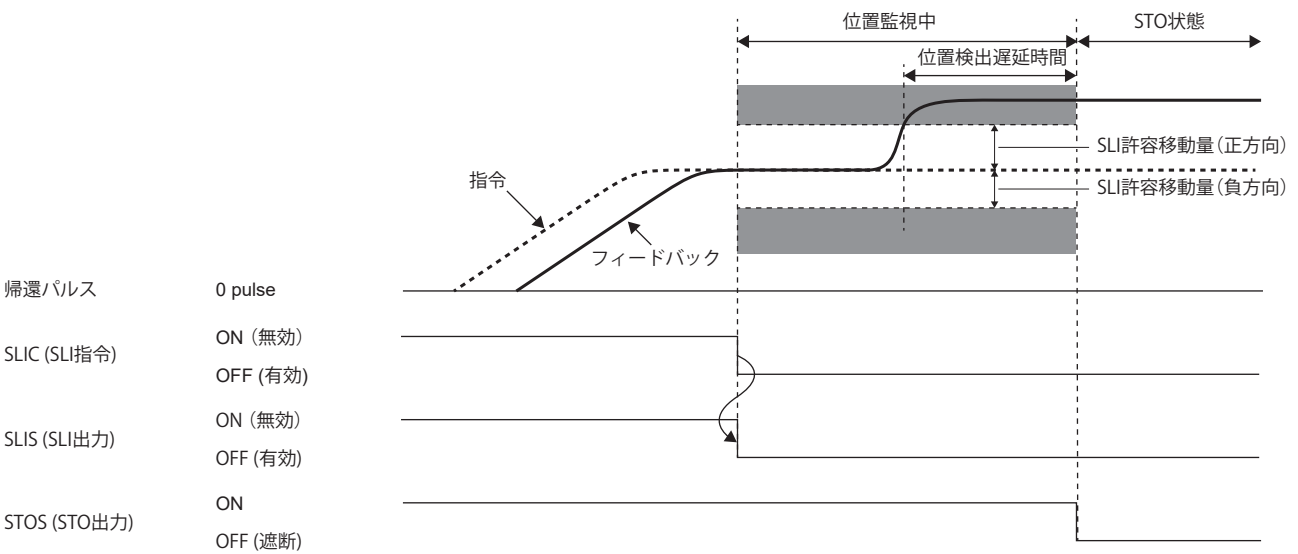 位置監視中
STO状態
位置検出遅延時間
SLI許容移動量（正方向）
指令
SLI許容移動量（負方向）
フィードバック
帰還パルス 0 pulse
ON（無効）
SLIC (SLI指令)
OFF (有効)
ON（無効）
SLIS (SLI出力)
OFF (有効)
ON
STOS (STO出力)
OFF (遮断)